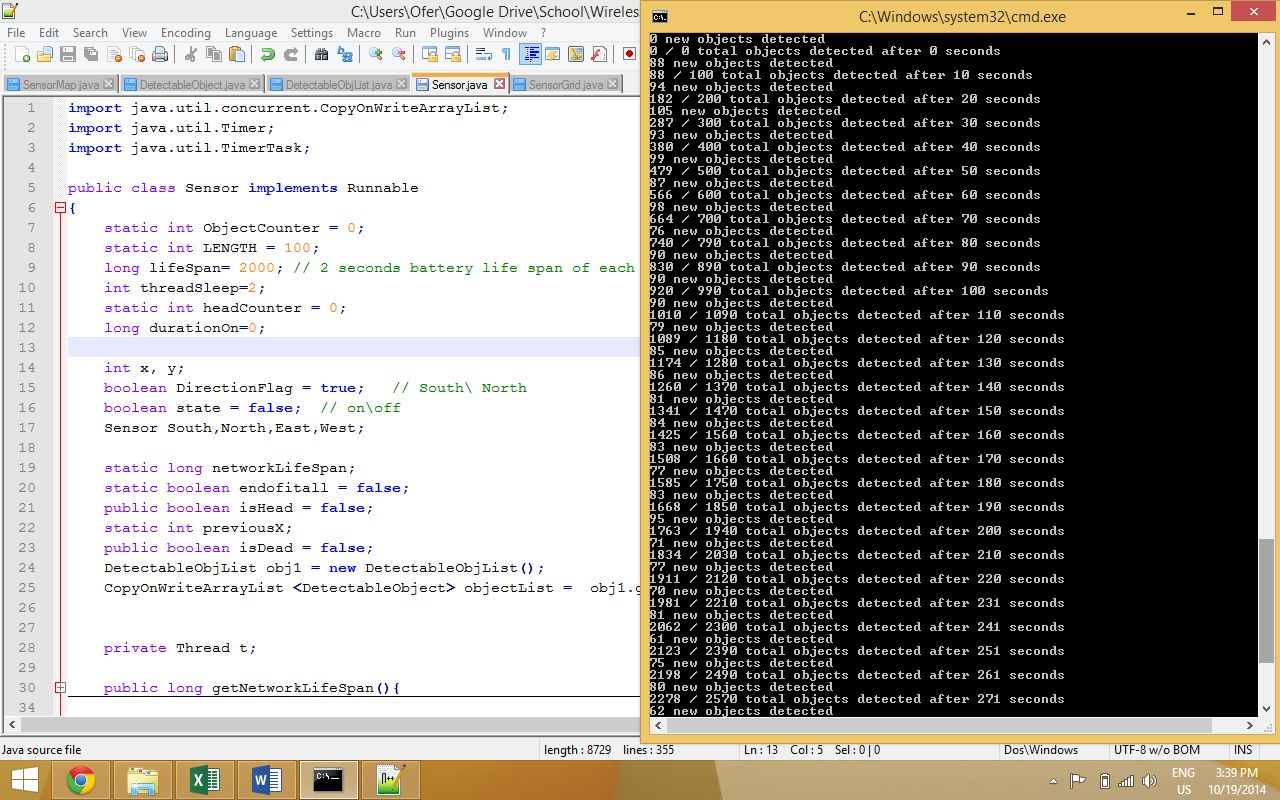 C:\Users\Ofer\Google Drive\School\Wireles
File Edit Search View Encoding Language Settings Macro Run Plugins Window ?
SensorMap.java DetectableObject.java DetectableObjList.java Sensor.java SensorGrid.java
1 import java.util.concurrent.CopyOnWriteArrayList;
2 import java.util.Timer;
3 import java.util.TimerTask;
4
5 public class Sensor implements Runnable
6 {
7 static int ObjectCounter = 0;
8 static int LENGTH = 100;
9 long lifeSpan= 2000; // 2 seconds battery life span of each
10 int threadSleep=2;
11 static int headCounter = 0;
12 long durationOn=0;
13
14 int x, y;
15 boolean DirectionFlag = true; // South\ North
16 boolean state = false; // on\off
17 Sensor South,North,East,West;
18
19 static long networkLifeSpan;
20 static boolean endofitall = false;
21 public boolean isHead = false;
22 static int previousX;
23 public boolean isDead = false;
24 DetectableObjList obj1 = new DetectableObjList();
25 CopyOnWriteArrayList <DetectableObject> objectList = obj1.g
26
27
28 private Thread t;
29
30 public long getNetworkLifeSpan(){
34
Java source file length : 8729 lines : 355 Ln : 13 Col : 5 Sel : 0 | 0 Dos\Windows UTF-8 w/o BOM INS
C:\Windows\system32\cmd.exe
0 new objects detected
0 / 0 total objects detected after 0 seconds
88 new objects detected
88 / 100 total objects detected after 10 seconds
94 new objects detected
182 / 200 total objects detected after 20 seconds
105 new objects detected
287 / 300 total objects detected after 30 seconds
93 new objects detected
380 / 400 total objects detected after 40 seconds
99 new objects detected
479 / 500 total objects detected after 50 seconds
87 new objects detected
566 / 600 total objects detected after 60 seconds
98 new objects detected
664 / 700 total objects detected after 70 seconds
76 new objects detected
740 / 790 total objects detected after 80 seconds
90 new objects detected
830 / 890 total objects detected after 90 seconds
90 new objects detected
920 / 990 total objects detected after 100 seconds
90 new objects detected
1010 / 1090 total objects detected after 110 seconds
79 new objects detected
1089 / 1180 total objects detected after 120 seconds
85 new objects detected
1174 / 1280 total objects detected after 130 seconds
86 new objects detected
1260 / 1370 total objects detected after 140 seconds
81 new objects detected
1341 / 1470 total objects detected after 150 seconds
84 new objects detected
1425 / 1560 total objects detected after 160 seconds
83 new objects detected
1508 / 1660 total objects detected after 170 seconds
77 new objects detected
1585 / 1750 total objects detected after 180 seconds
83 new objects detected
1668 / 1850 total objects detected after 190 seconds
95 new objects detected
1763 / 1940 total objects detected after 200 seconds
71 new objects detected
1834 / 2030 total objects detected after 210 seconds
77 new objects detected
1911 / 2120 total objects detected after 220 seconds
70 new objects detected
1981 / 2210 total objects detected after 231 seconds
81 new objects detected
2062 / 2300 total objects detected after 241 seconds
61 new objects detected
2123 / 2390 total objects detected after 251 seconds
75 new objects detected
2198 / 2490 total objects detected after 261 seconds
80 new objects detected
2278 / 2570 total objects detected after 271 seconds
62 new objects detected
ENG 3:39 PM
US 10/19/2014